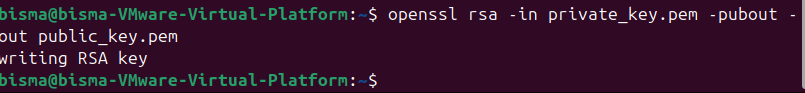 bisma@bisma-VMware-Virtual-Platform:~$ openssl rsa -in private_key.pem -pubout -
out public_key.pem
writing RSA key
bisma@bisma-VMware-Virtual-Platform:~$